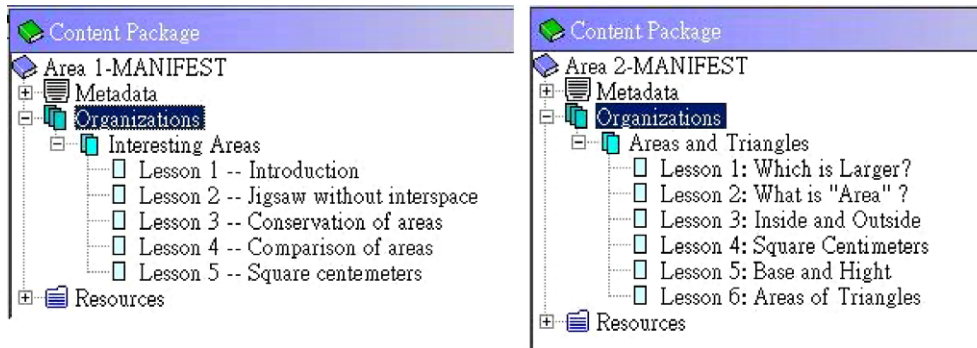 Content Package
Area 1-MANIFEST
Metadata
Organizations
Interesting Areas
Lesson 1 -- Introduction
Lesson 2 -- Jigsaw without interspace
Lesson 3 -- Conservation of areas
Lesson 4 -- Comparison of areas
Lesson 5 -- Square centemeters
Resources
Content Package
Area 2-MANIFEST
Metadata
Organizations
Areas and Triangles
Lesson 1: Which is Larger?
Lesson 2: What is "Area" ?
Lesson 3: Inside and Outside
Lesson 4: Square Centimeters
Lesson 5: Base and Hight
Lesson 6: Areas of Triangles
Resources